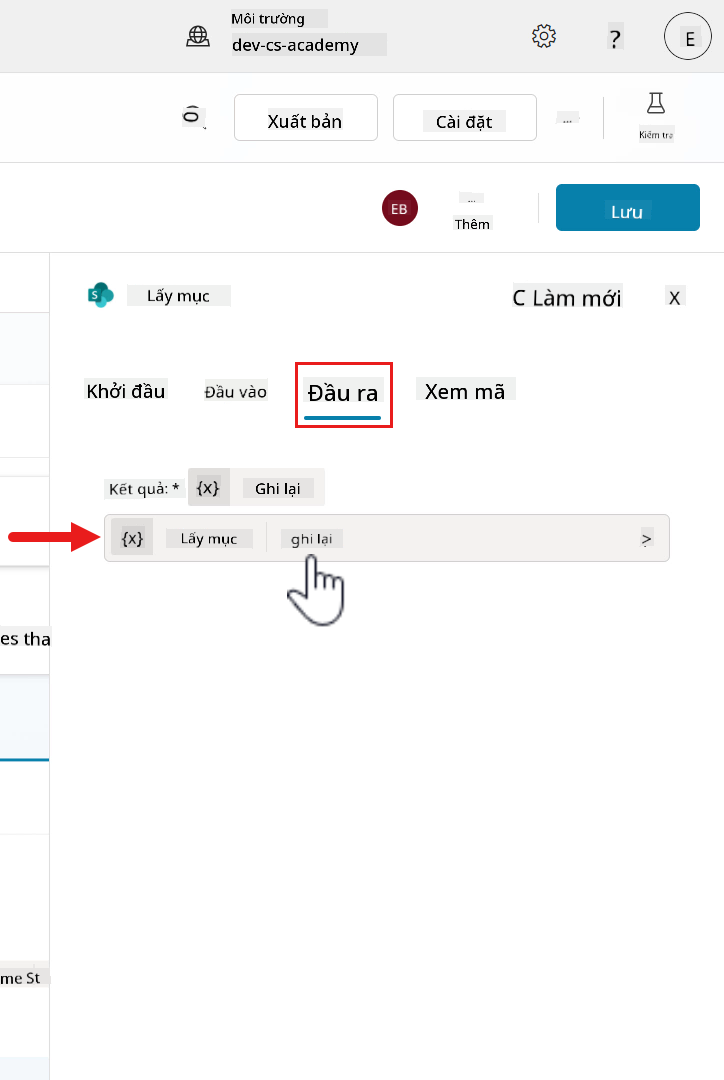 Môi trường
dev-cs-academy
?
E
Xuất bản
Cài đặt
...
Kiểm tra
EB
...
Thêm
Lưu
S
Lấy mục
C Làm mới
X
Khởi đầu
Đầu vào
Đầu ra
Xem mã
Kết quả: *
{x}
Ghi lại
{x}
Lấy mục
ghi lại
>
es tha
me St